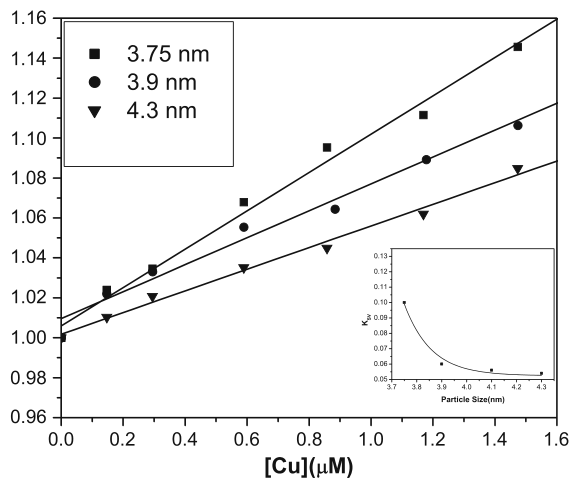 1.16
1.14
1.12
1.10
1.08
1.06
1.04
1.02
1.00
0.98
0.96
3.75 nm
3.9 nm
4.3 nm
0.13
0.12
0.11
0.10
0.09
0.08
0.07
0.06
0.05
K_sv
3.7 3.8 3.9 4.0 4.1 4.2 4.3
Particle Size(nm)
0.0 0.2 0.4 0.6 0.8 1.0 1.2 1.4 1.6
[Cu](μM)